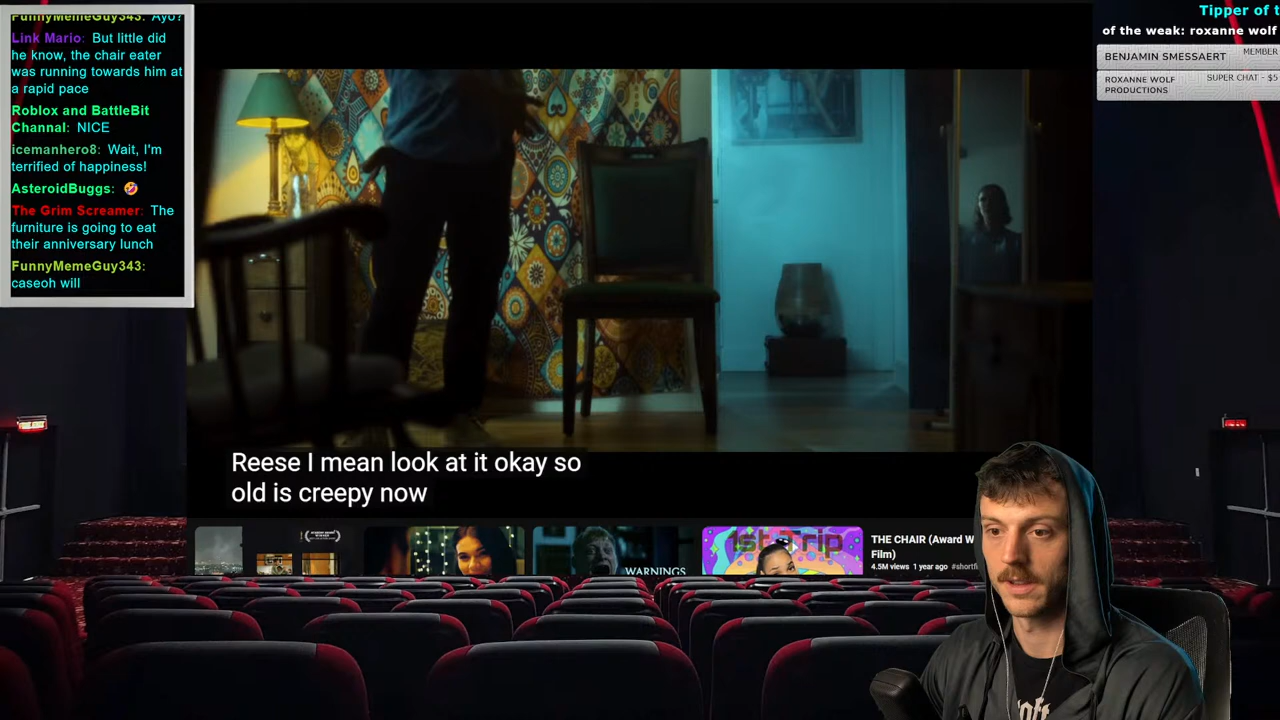 FunnyMemeGuy343: Ayo?
Link Mario: But little did
he know, the chair eater
was running towards him at
a rapid pace
Roblox and BattleBit
Channal: NICE
icemanhero8: Wait, I'm
terrified of happiness!
AsteroidBuggs: 🤣
The Grim Screamer: The
furniture is going to eat
their anniversary lunch
FunnyMemeGuy343:
caseoh will
Tipper of t
of the weak: roxanne wolf
BENJAMIN SMESSAERT MEMBER
ROXANNE WOLF
PRODUCTIONS
SUPER CHAT - $5
Reese I mean look at it okay so
old is creepy now
WARNINGS
1st Trip
THE CHAIR (Award W
Film)
4.5M views 1 year ago #shortfi